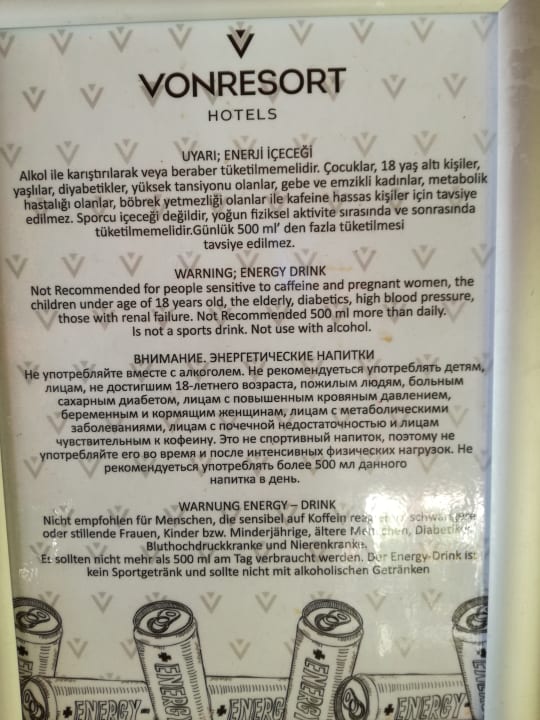 VONRESORT
HOTELS
UYARI; ENERJİ İÇECEĞİ
Alkol ile karıştırılarak veya beraber tüketilmemelidir. Çocuklar, 18 yaş altı kişiler,
yaşlılar, diyabetikler, yüksek tansiyonu olanlar, gebe ve emzikli kadınlar, metabolik
hastalığı olanlar, böbrek yetmezliği olanlar ile kafeine hassas kişiler için tavsiye
edilmez. Sporcu içeceği değildir, yoğun fiziksel aktivite sırasında ve sonrasında
tüketilmemelidir.Günlük 500 ml' den fazla tüketilmesi
tavsiye edilmez.
WARNING; ENERGY DRINK
Not Recommended for people sensitive to caffeine and pregnant women, the
children under age of 18 years old, the elderly, diabetics, high blood pressure,
those with renal failure. Not Recommended 500 ml more than daily.
Is not a sports drink. Not use with alcohol.
ВНИМАНИЕ. ЭНЕРГЕТИЧЕСКИЕ НАПИТКИ
Не употребляйте вместе с алкоголем. Не рекомендуеться употреблять детям,
лицам, не достигшим 18-летнего возраста, пожилым людям, больным
сахарным диабетом, лицам с повышенным кровяным давлением,
беременным и кормящим женщинам, лицам с метаболическими
заболеваниями, лицам с почечной недостаточностью и лицам
чувствительным к кофеину. Это не спортивный напиток, поэтому не
употребляйте его во время и после интенсивных физических нагрузок. Не
рекомендуеться употреблять более 500 мл данного
напитка в день.
WARNUNG ENERGY – DRINK
Nicht empfohlen für Menschen, die sensibel auf Koffein
oder stillende Frauen, Kinder bzw. Minderjährige, ältere Menschen, Diabetiker,
Bluthochdruckkranke und Nierenkranke.
Es sollten nicht mehr als 500 ml am Tag verbraucht werden. Der Energy-Drink ist
kein Sportgetränk und sollte nicht mit alkoholischen Getränken
ENERGY
ENERGY
ENERGY
ENERGY